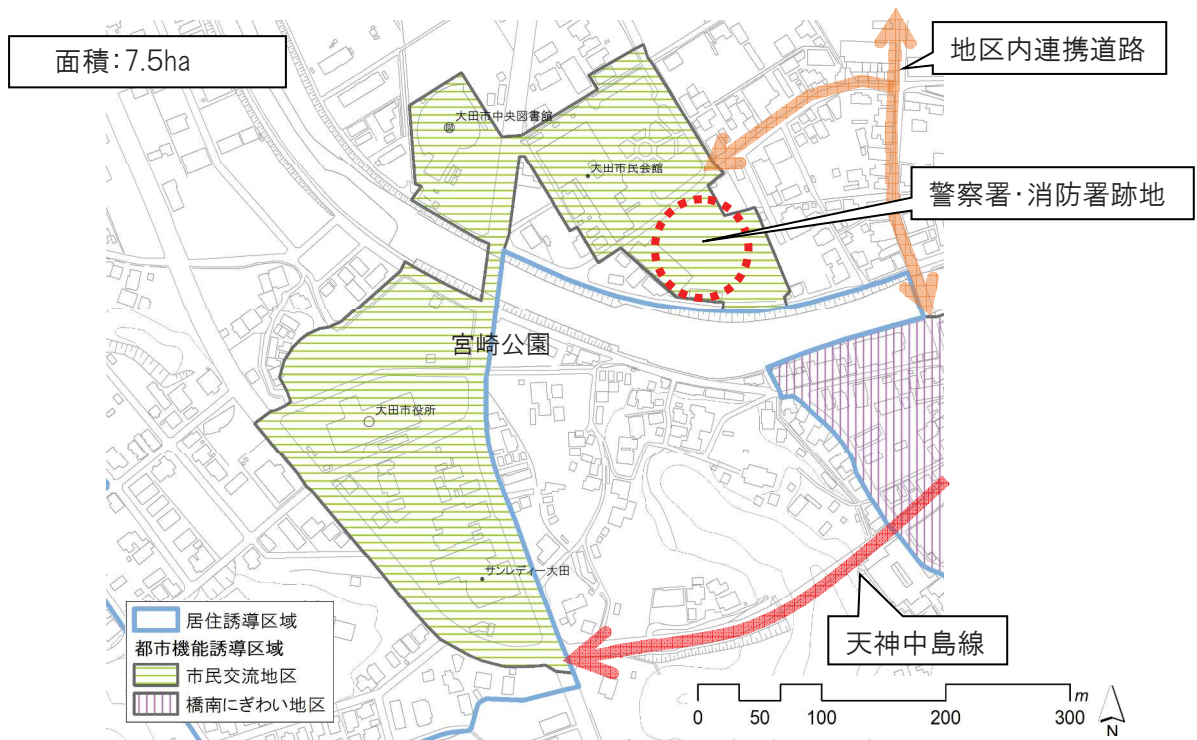 面積：7.5ha
地区内連携道路
大田市中央図書館
大田市民会館
警察署・消防署跡地
宮崎公園
大田市役所
サンレディー大田
天神中島線
居住誘導区域
都市機能誘導区域
市民交流地区
橋南にぎわい地区
m
0 50 100 200 300
N